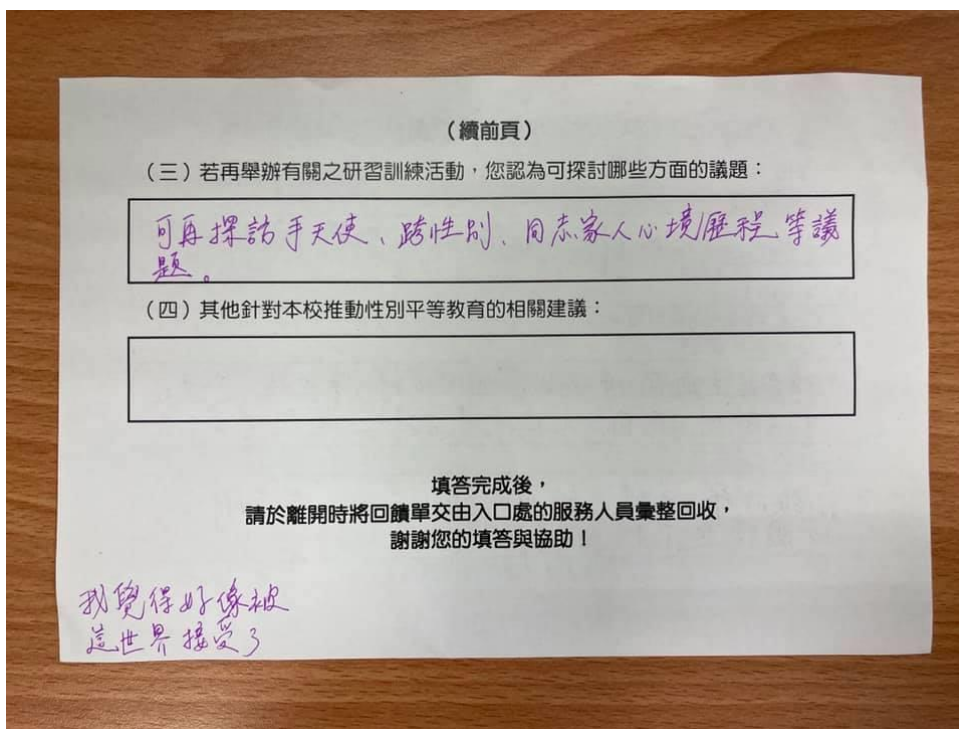 （續前頁）
（三）若再舉辦有關之研習訓練活動，您認為可探討哪些方面的議題：
可再探訪手天使、跨性別、同志家人心境歷程等議
題。
（四）其他針對本校推動性別平等教育的相關建議：
填答完成後，
請於離開時將回饋單交由入口處的服務人員彙整回收，
謝謝您的填答與協助！
我覺得好像被
這世界接受了